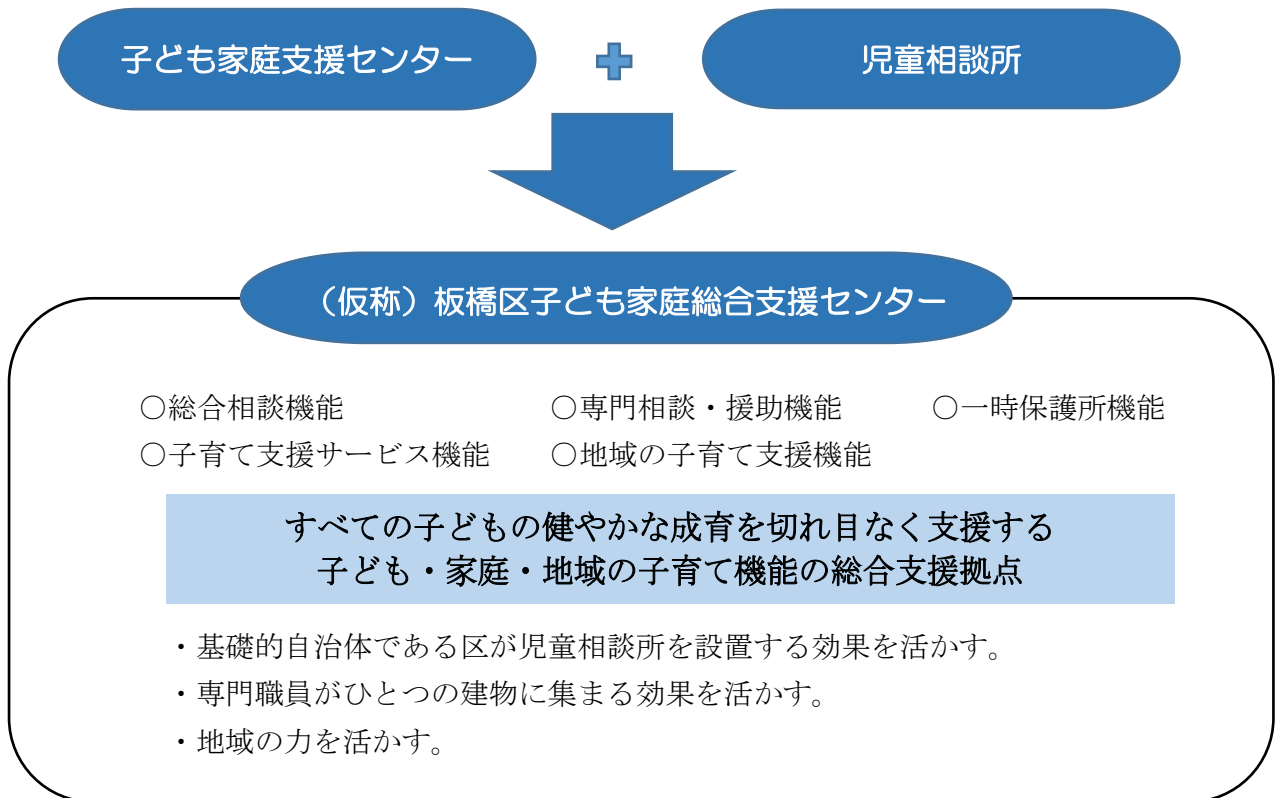 子ども家庭支援センター
児童相談所
(仮称)板橋区子ども家庭総合支援センター
○総合相談機能 ○専門相談・援助機能 ○一時保護所機能
○子育て支援サービス機能 ○地域の子育て支援機能
すべての子どもの健やかな成育を切れ目なく支援する
子ども・家庭・地域の子育て機能の総合支援拠点
・基礎的自治体である区が児童相談所を設置する効果を活かす。
・専門職員がひとつの建物に集まる効果を活かす。
・地域の力を活かす。